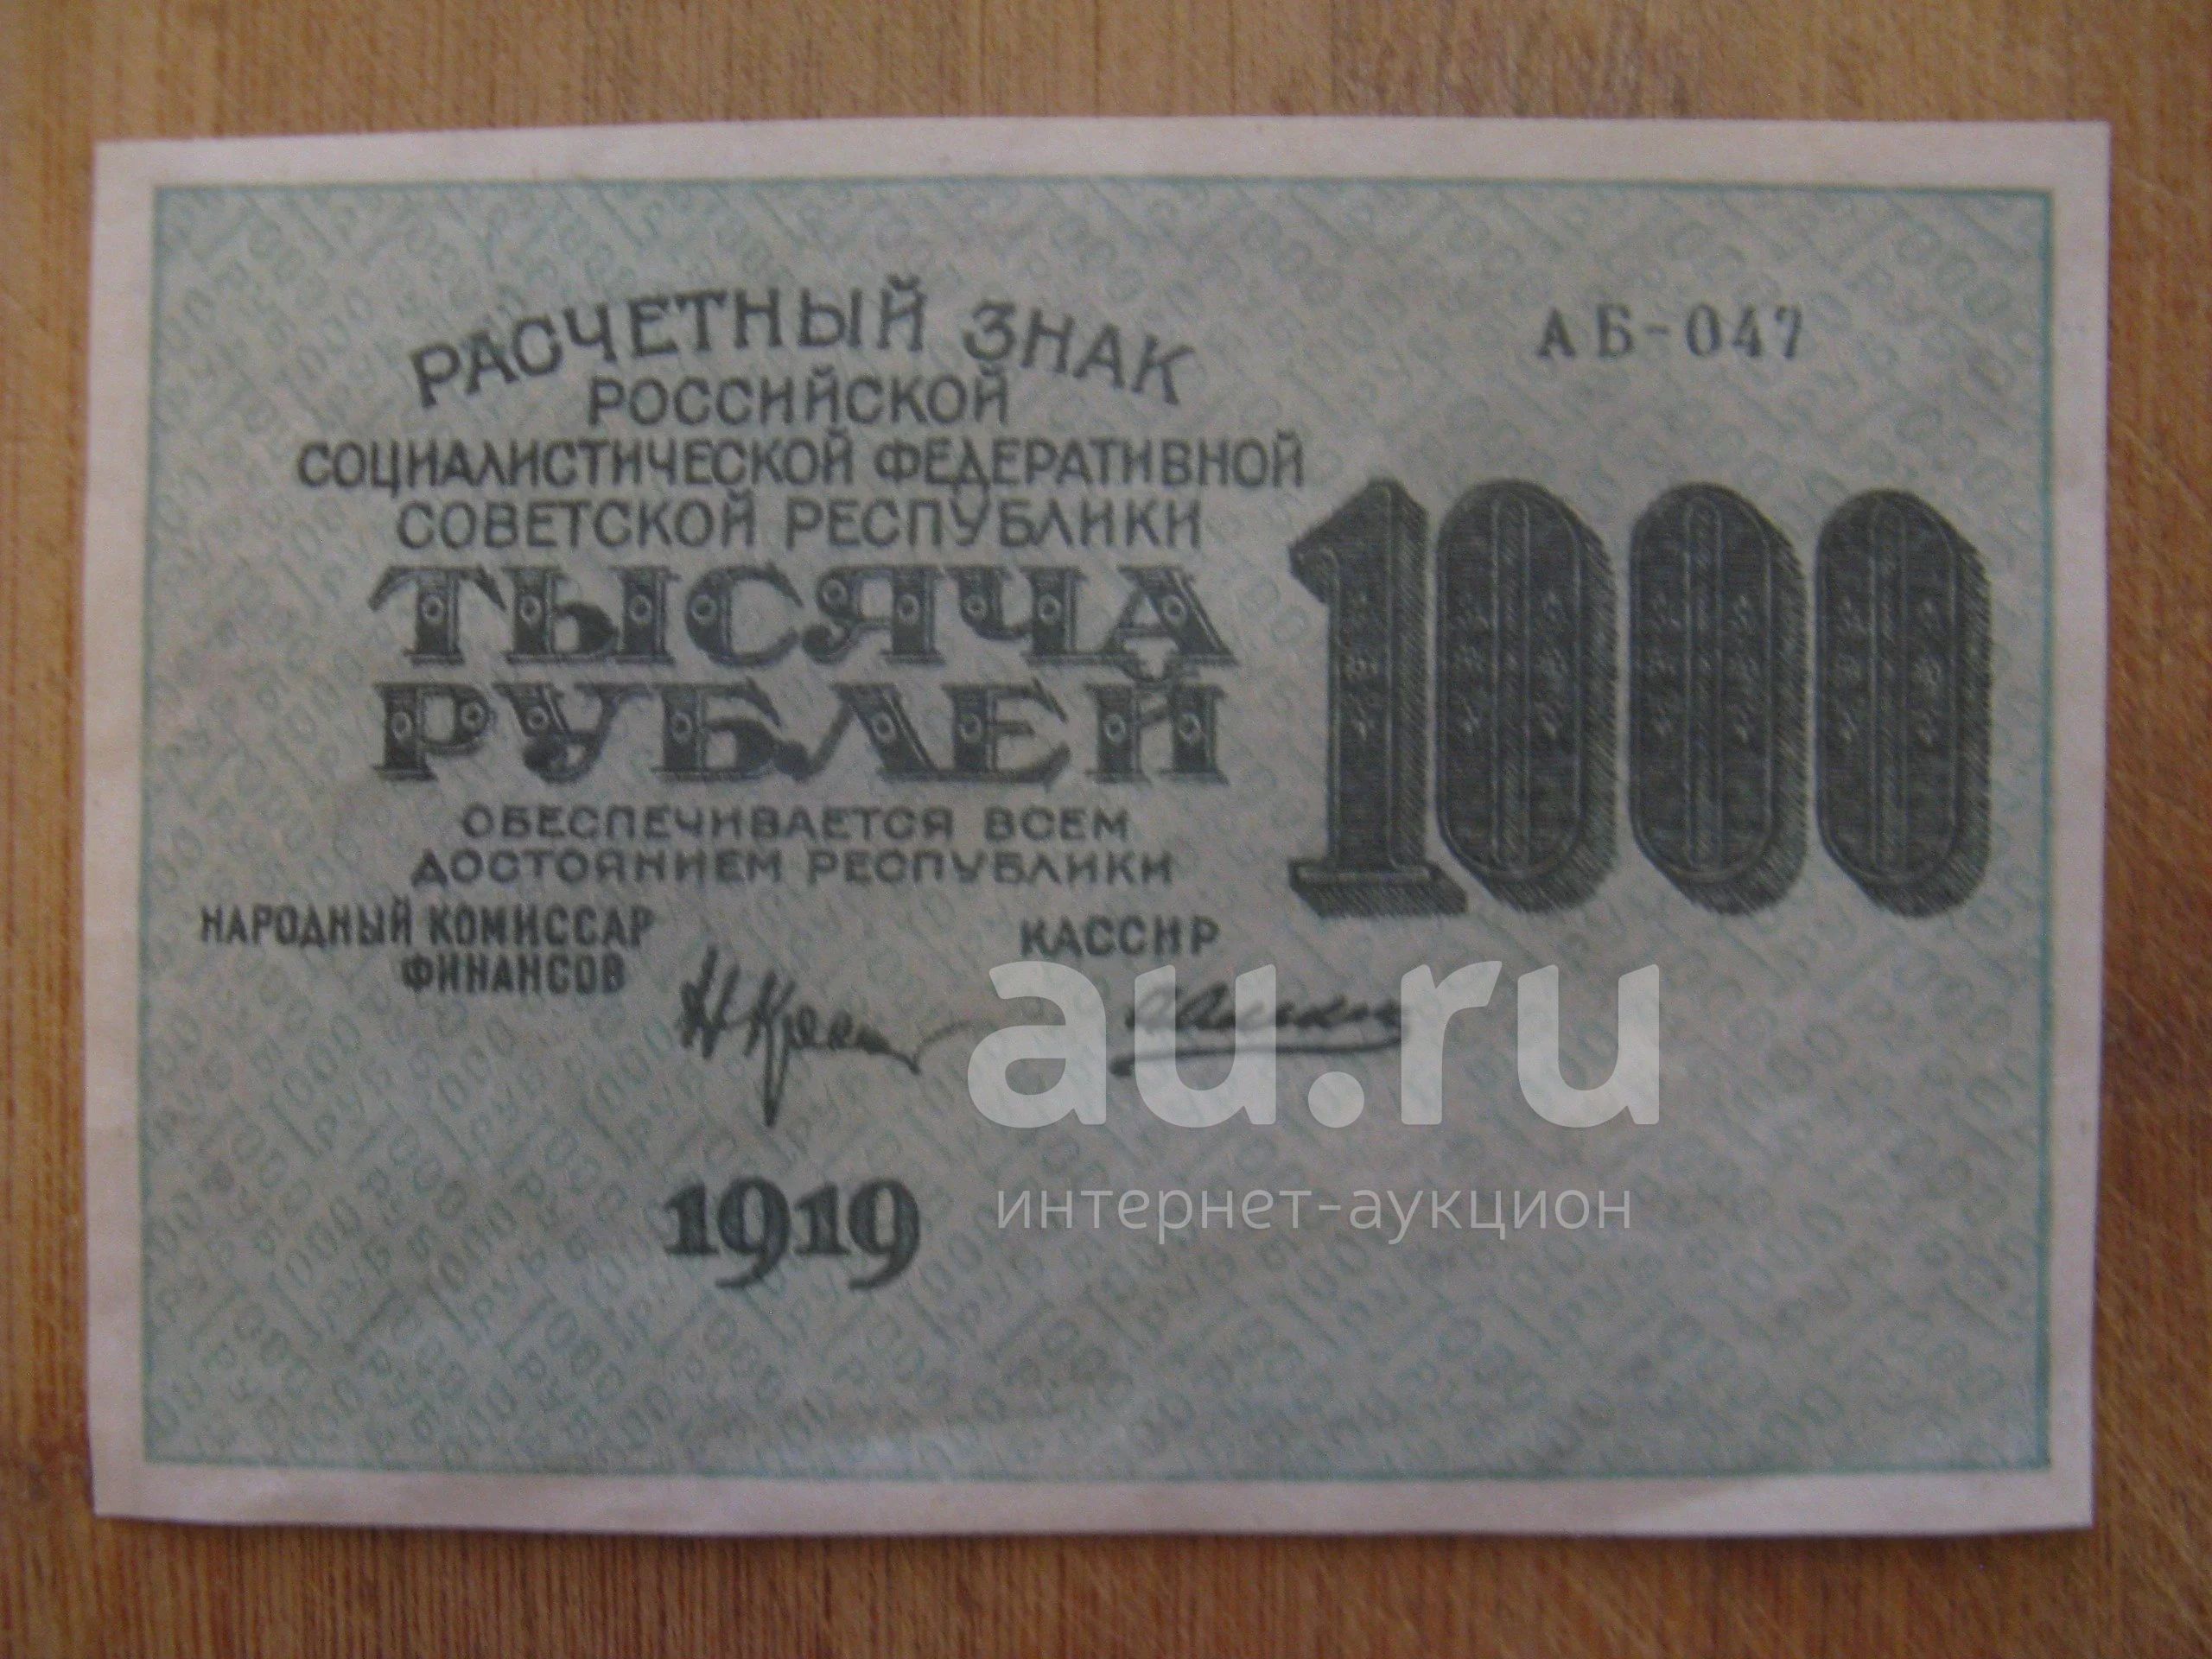 РАСЧЕТНЫЙ ЗНАК
РОССИЙСКОЙ
СОЦИАЛИСТИЧЕСКОЙ ФЕДЕРАТИВНОЙ
СОВЕТСКОЙ РЕСПУБЛИКИ
ТЫСЯЧА
РУБЛЕЙ
ОБЕСПЕЧИВАЕТСЯ ВСЕМ
ДОСТОЯНИЕМ РЕСПУБЛИКИ
НАРОДНЫЙ КОМИССАР
ФИНАНСОВ
КАССИР
1919
АБ-047
1000
au.ru
интернет-аукцион